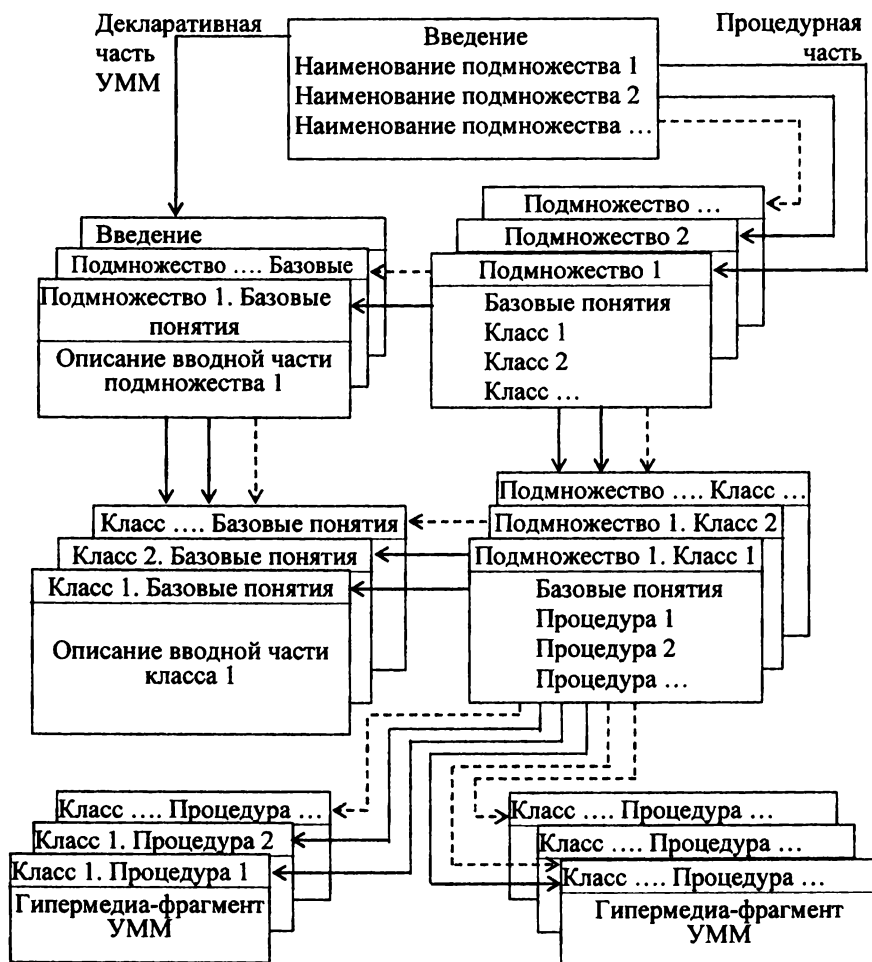 Декларативная
часть
УММ
Введение
Наименование подмножества 1
Наименование подмножества 2
Наименование подмножества ...
Процедурная
часть
Введение
Подмножество .... Базовые
Подмножество 1. Базовые
понятия
Описание вводной части
подмножества 1
Подмножество ...
Подмножество 2
Подмножество 1
Базовые понятия
Класс 1
Класс 2
Класс ...
Класс .... Базовые понятия
Класс 2. Базовые понятия
Класс 1. Базовые понятия
Описание вводной части
класса 1
Подмножество .... Класс ...
Подмножество 1. Класс 2
Подмножество 1. Класс 1
Базовые понятия
Процедура 1
Процедура 2
Процедура ...
Класс .... Процедура ...
Класс 1. Процедура 2
Класс 1. Процедура 1
Гипермедиа-фрагмент
УММ
Класс .... Процедура ...
Класс .... Процедура ...
Класс .... Процедура ...
Гипермедиа-фрагмент
УММ